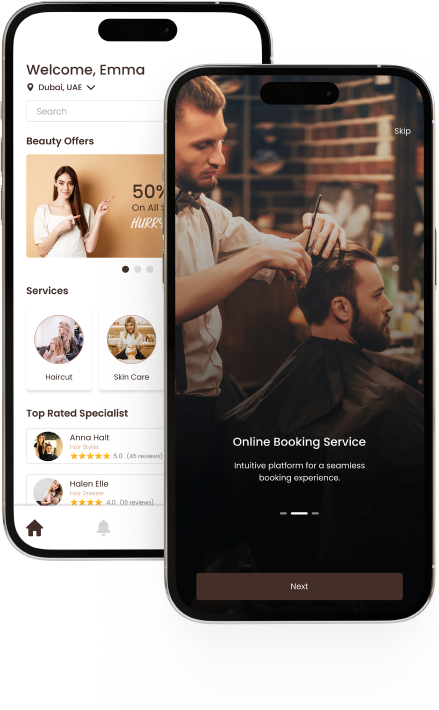 Welcome, Emma
Dubai, UAE
Search
Beauty Offers
50%
On All
HURRY
Services
Haircut
Skin Care
Top Rated Specialist
Anna Halt
Hair Stylist
5.0 (45 reviews)
Halen Elle
Hair Dresser
4.0 (19 reviews)
Skip
Online Booking Service
Intuitive platform for a seamless
booking experience.
Next